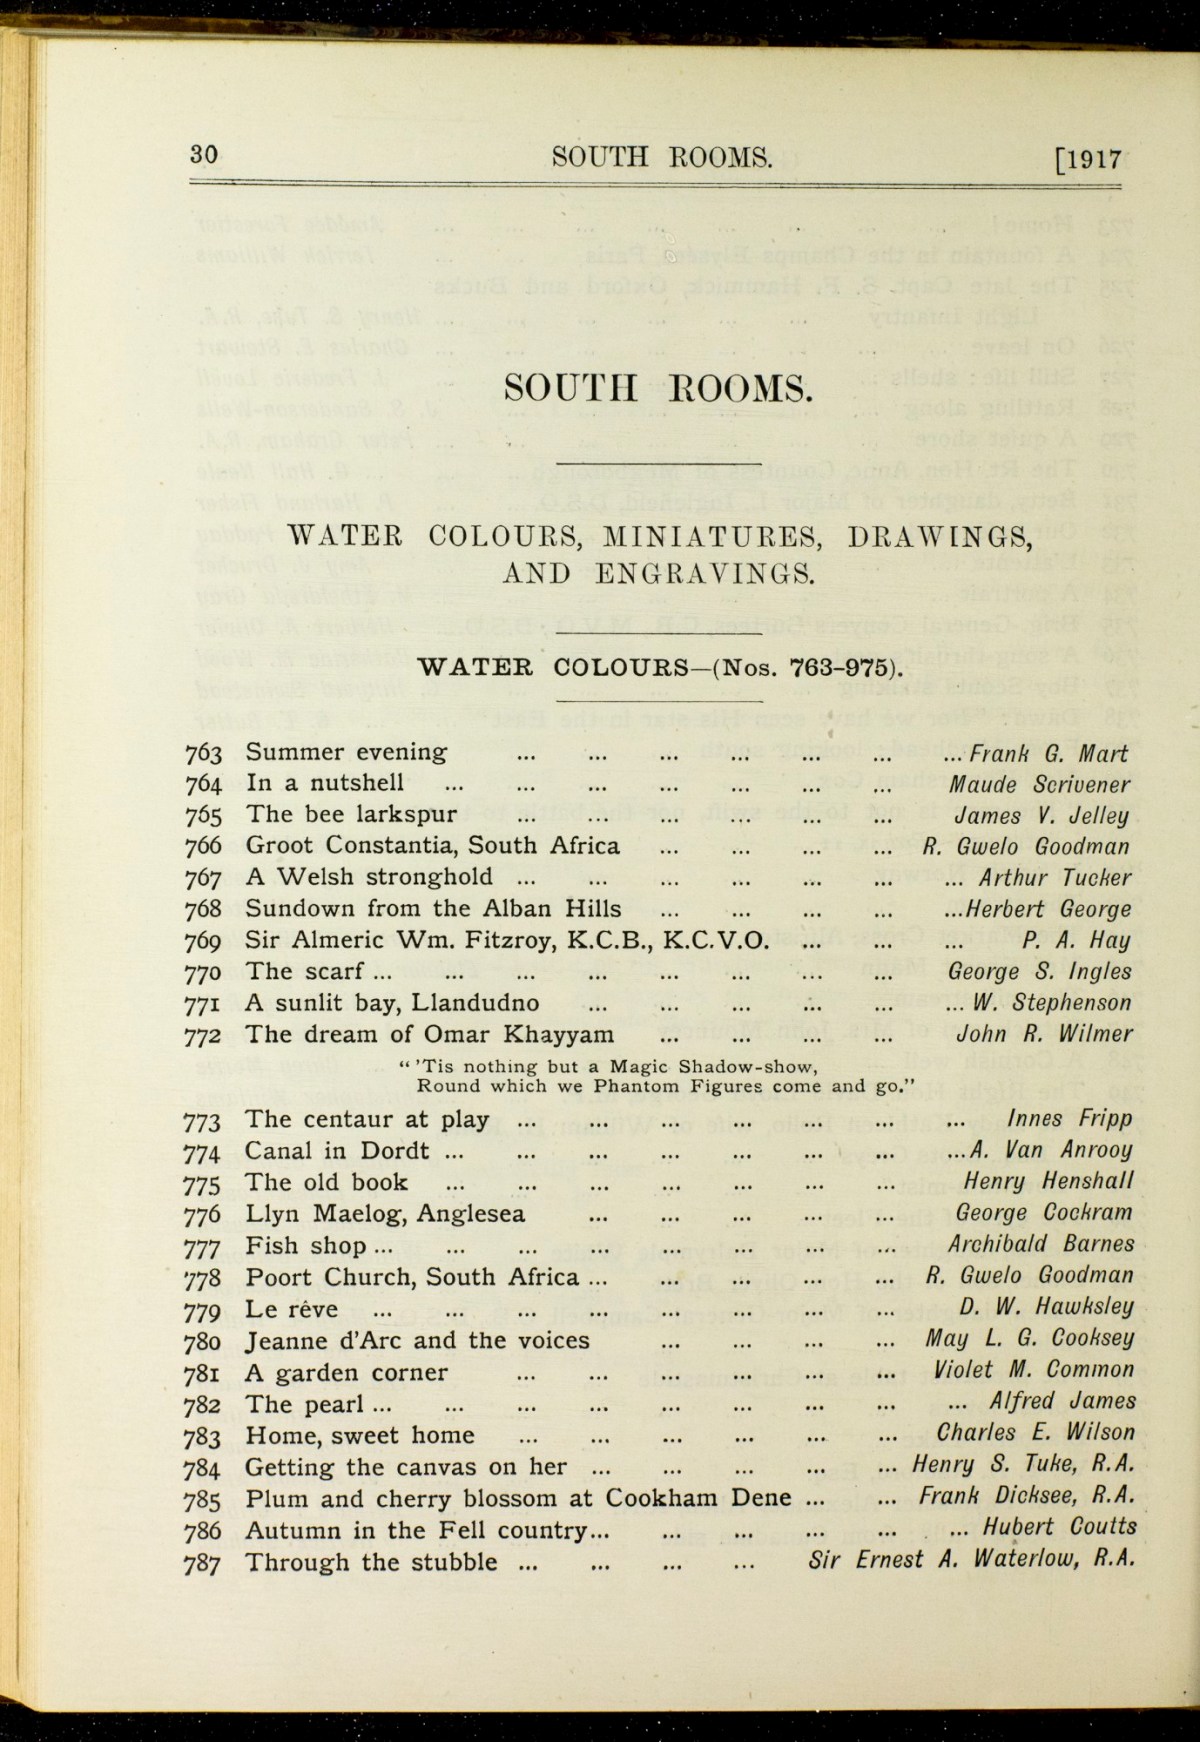 30 SOUTH ROOMS. [1917
SOUTH ROOMS.
WATER COLOURS, MINIATURES, DRAWINGS,
AND ENGRAVINGS.
WATER COLOURS—(Nos. 763–975).
763 Summer evening ... ... ... ... ... ... ... Frank G. Mart
764 In a nutshell ... ... ... ... ... ... ... Maude Scrivener
765 The bee larkspur ... ... ... ... ... ... James V. Jelley
766 Groot Constantia, South Africa ... ... ... ... R. Gwelo Goodman
767 A Welsh stronghold ... ... ... ... ... ... ... Arthur Tucker
768 Sundown from the Alban Hills ... ... ... ... ... Herbert George
769 Sir Almeric Wm. Fitzroy, K.C.B., K.C.V.O. ... ... ... P. A. Hay
770 The scarf ... ... ... ... ... ... ... ... George S. Ingles
771 A sunlit bay, Llandudno ... ... ... ... ... ... W. Stephenson
772 The dream of Omar Khayyam ... ... ... ... John R. Wilmer
“ 'Tis nothing but a Magic Shadow-show,
Round which we Phantom Figures come and go.”
773 The centaur at play ... ... ... ... ... ... ... Innes Fripp
774 Canal in Dordt ... ... ... ... ... ... ... ... A. Van Anrooy
775 The old book ... ... ... ... ... ... ... Henry Henshall
776 Llyn Maelog, Anglesea ... ... ... ... ... George Cockram
777 Fish shop ... ... ... ... ... ... ... ... Archibald Barnes
778 Poort Church, South Africa ... ... ... ... ... R. Gwelo Goodman
779 Le rêve ... ... ... ... ... ... ... ... D. W. Hawksley
780 Jeanne d'Arc and the voices ... ... ... ... May L. G. Cooksey
781 A garden corner ... ... ... ... ... ... Violet M. Common
782 The pearl ... ... ... ... ... ... ... ... ... Alfred James
783 Home, sweet home ... ... ... ... ... ... Charles E. Wilson
784 Getting the canvas on her ... ... ... ... ... Henry S. Tuke, R.A.
785 Plum and cherry blossom at Cookham Dene ... ... Frank Dicksee, R.A.
786 Autumn in the Fell country... ... ... ... ... ... Hubert Coutts
787 Through the stubble ... ... ... ... Sir Ernest A. Waterlow, R.A.